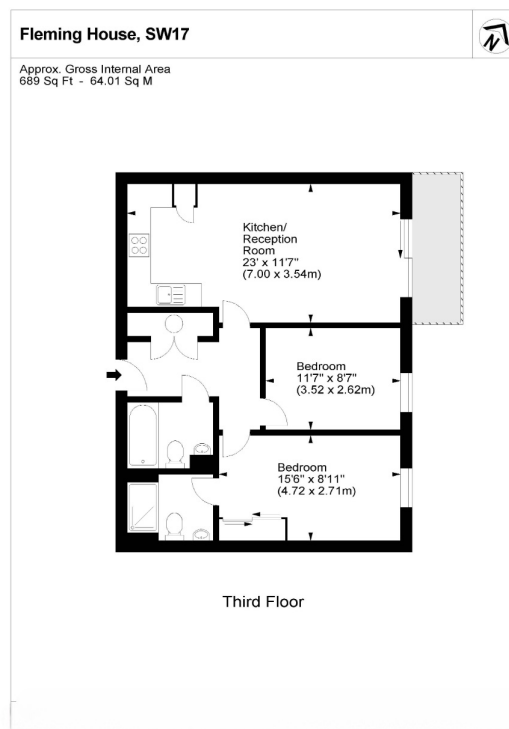 Fleming House, SW17
N
Approx. Gross Internal Area
689 Sq Ft - 64.01 Sq M
Kitchen/
Reception
Room
23' x 11'7"
(7.00 x 3.54m)
Bedroom
11'7" x 8'7"
(3.52 x 2.62m)
Bedroom
15'6" x 8'11"
(4.72 x 2.71m)
Third Floor